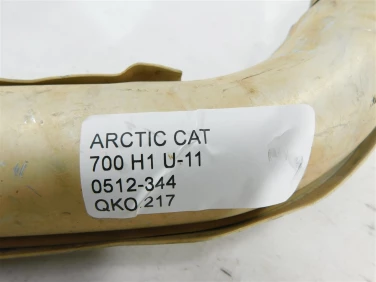 ARCTIC CAT
700 H1 U-11
0512-344
QKO 217